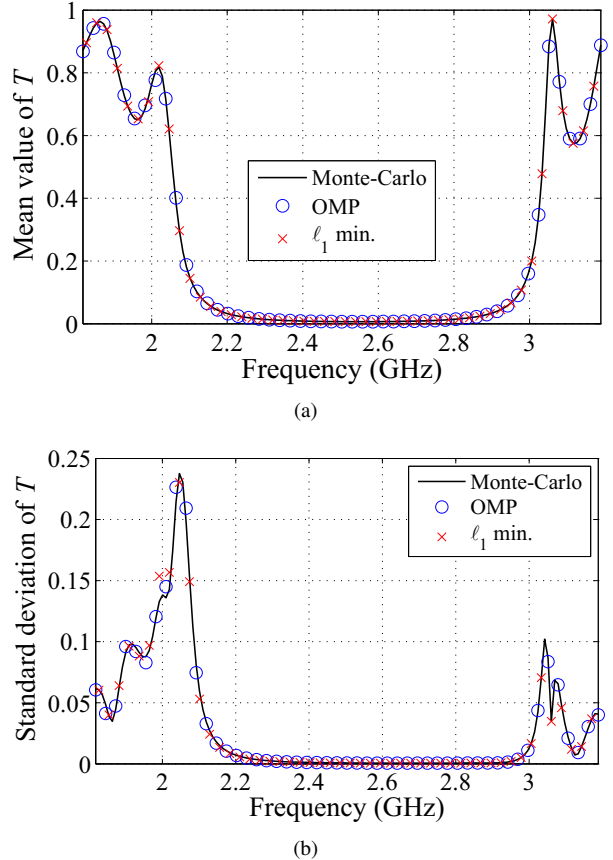 Mean value of T
1
0.8
0.6
0.4
0.2
0
Monte-Carlo
OMP
ℓ1 min.
2 2.2 2.4 2.6 2.8 3
Frequency (GHz)
(a)
Standard deviation of T
0.25
0.2
0.15
0.1
0.05
0
Monte-Carlo
OMP
ℓ1 min.
2 2.2 2.4 2.6 2.8 3
Frequency (GHz)
(b)